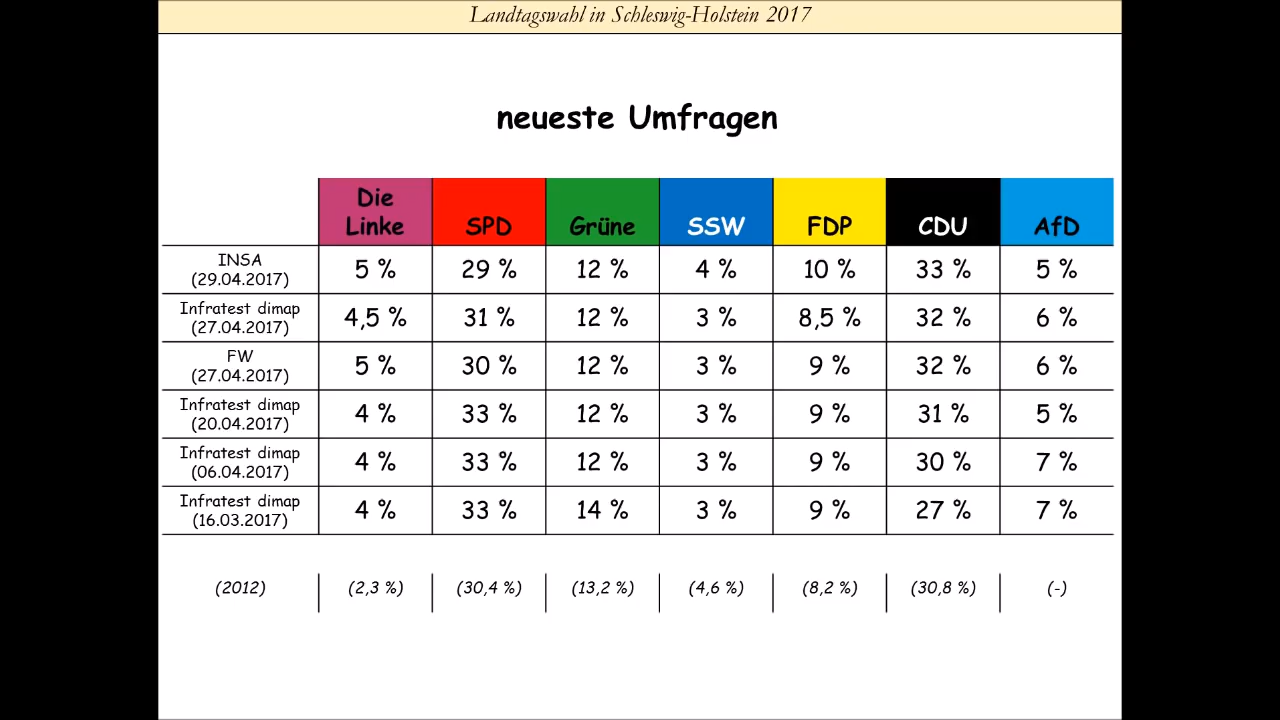 Landtagswahl in Schleswig-Holstein 2017
neueste Umfragen
Die Linke SPD Grüne SSW FDP CDU AfD
INSA (29.04.2017) 5 % 29 % 12 % 4 % 10 % 33 % 5 %
Infratest dimap (27.04.2017) 4,5 % 31 % 12 % 3 % 8,5 % 32 % 6 %
FW (27.04.2017) 5 % 30 % 12 % 3 % 9 % 32 % 6 %
Infratest dimap (20.04.2017) 4 % 33 % 12 % 3 % 9 % 31 % 5 %
Infratest dimap (06.04.2017) 4 % 33 % 12 % 3 % 9 % 30 % 7 %
Infratest dimap (16.03.2017) 4 % 33 % 14 % 3 % 9 % 27 % 7 %
(2012) (2,3 %) (30,4 %) (13,2 %) (4,6 %) (8,2 %) (30,8 %) (-)